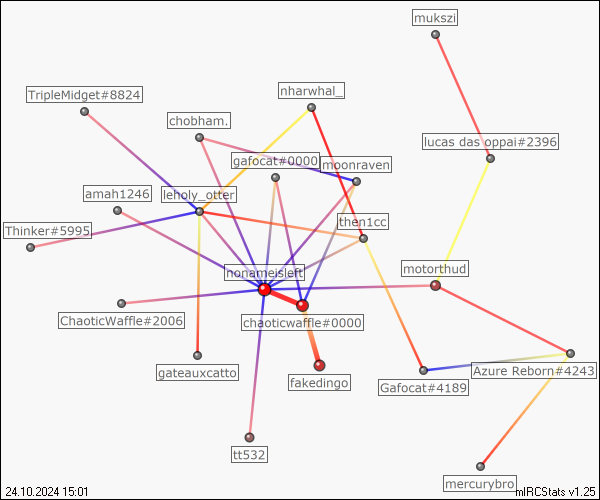 mukszi
TripleMidget#8824
nharwhal_
chobham.
lucas das oppai#2396
gafocat#0000
moonraven
amah1246
leholy_otter
Thinker#5995
then1cc
nonameisleft
motorthud
ChaoticWaffle#2006
chaoticwaffle#0000
gateauxcatto
fakedingo
Gafocat#4189
Azure Reborn#4243
tt532
mercurybro
24.10.2024 15:01
mIRCStats v1.25